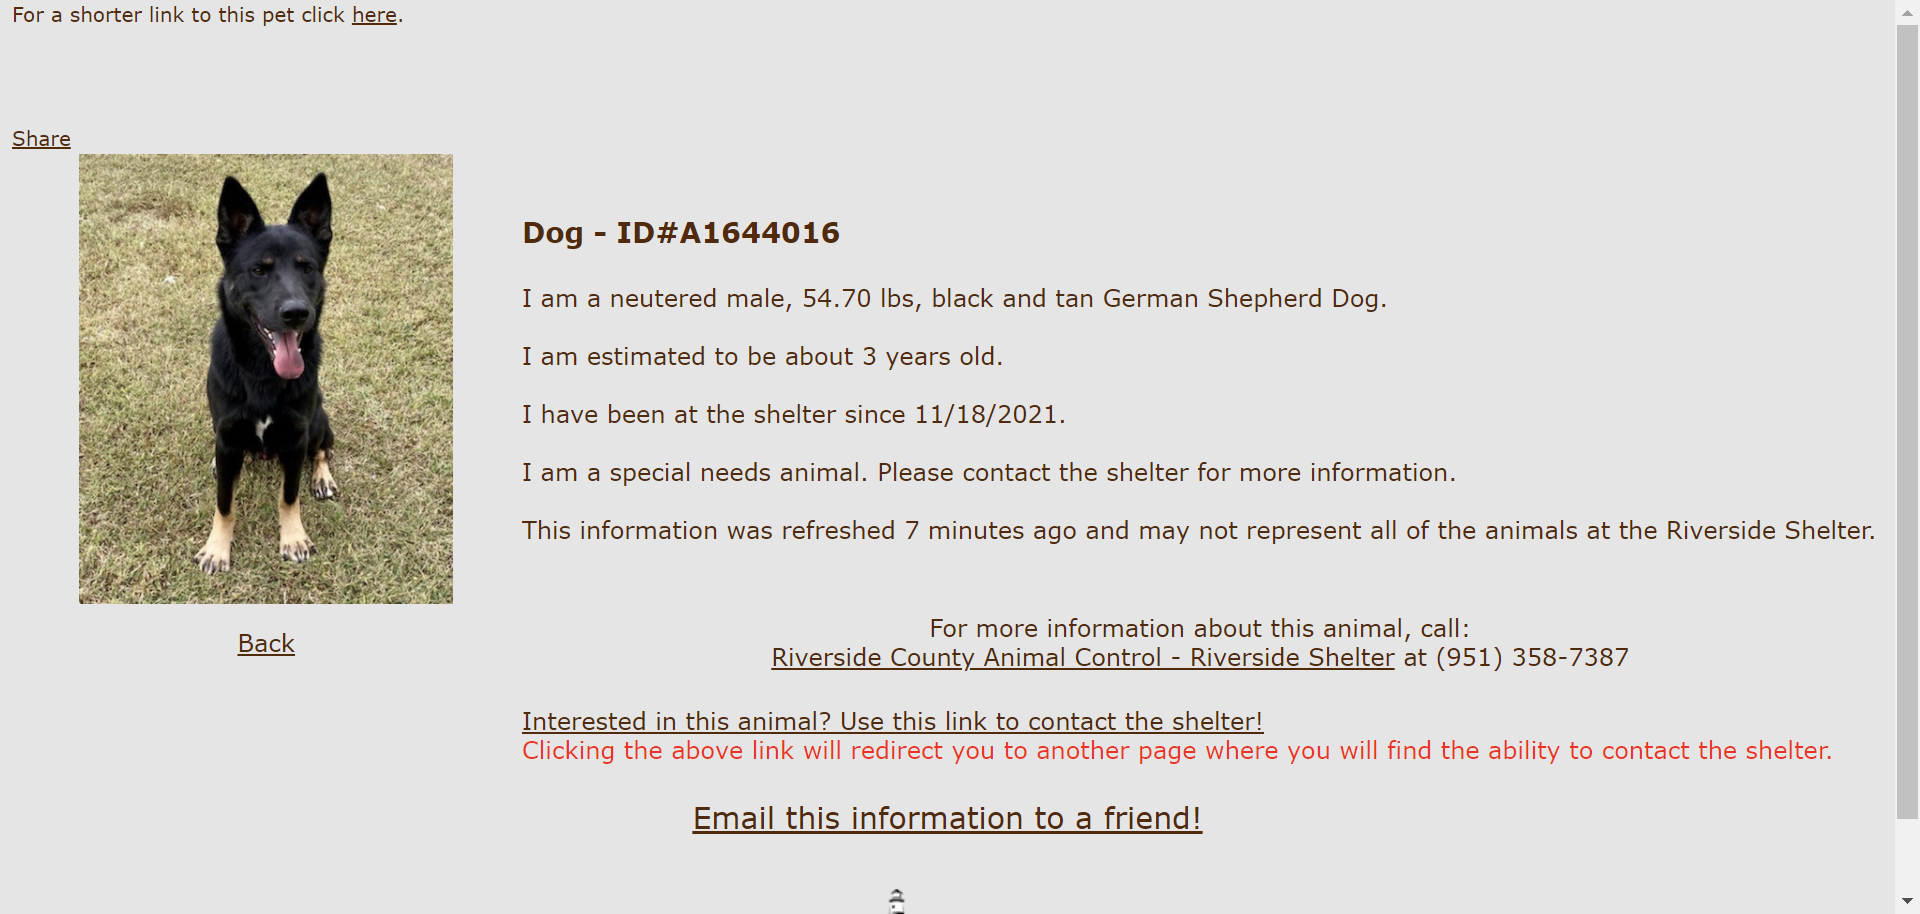 For a shorter link to this pet click here.
Share
Dog - ID#A1644016
I am a neutered male, 54.70 lbs, black and tan German Shepherd Dog.
I am estimated to be about 3 years old.
I have been at the shelter since 11/18/2021.
I am a special needs animal. Please contact the shelter for more information.
This information was refreshed 7 minutes ago and may not represent all of the animals at the Riverside Shelter.
Back
For more information about this animal, call:
Riverside County Animal Control - Riverside Shelter at (951) 358-7387
Interested in this animal? Use this link to contact the shelter!
Clicking the above link will redirect you to another page where you will find the ability to contact the shelter.
Email this information to a friend!